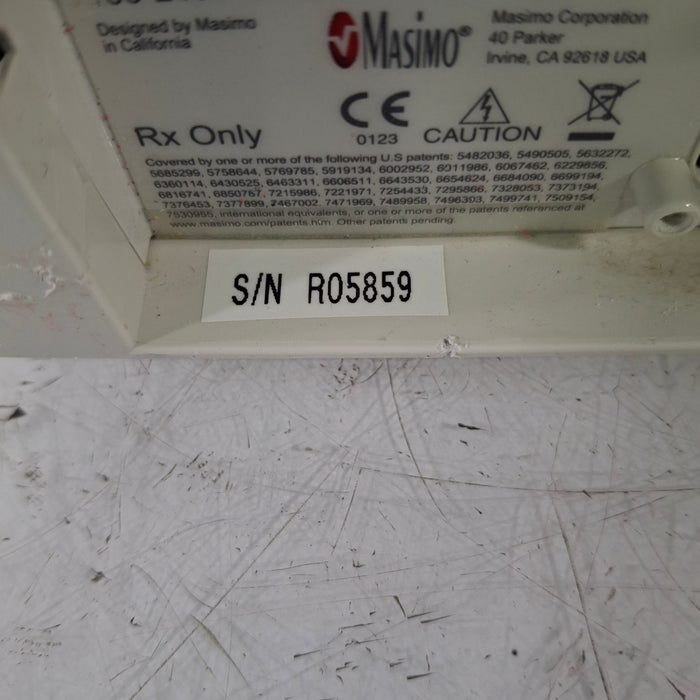 Designed by Masimo
in California
MASIMO®
Masimo Corporation
40 Parker
Irvine, CA 92618 USA
Rx Only
CE
0123
CAUTION
Covered by one or more of the following U.S patents: 5482036, 5490505, 5632272,
5685299, 5758644, 5769785, 5919134, 6002952, 6011986, 6067462, 6229856,
6360114, 6430525, 6463311, 6606511, 6643530, 6654624, 6684090, 6699194,
6816741, 6850787, 7215986, 7221971, 7254433, 7295866, 7328053, 7373194,
7376453, 7377899, 7467002, 7471969, 7489958, 7496393, 7499741, 7509154,
7530955, international equivalents, or one or more of the patents referenced at
www.masimo.com/patents.htm. Other patents pending.
S/N R05859